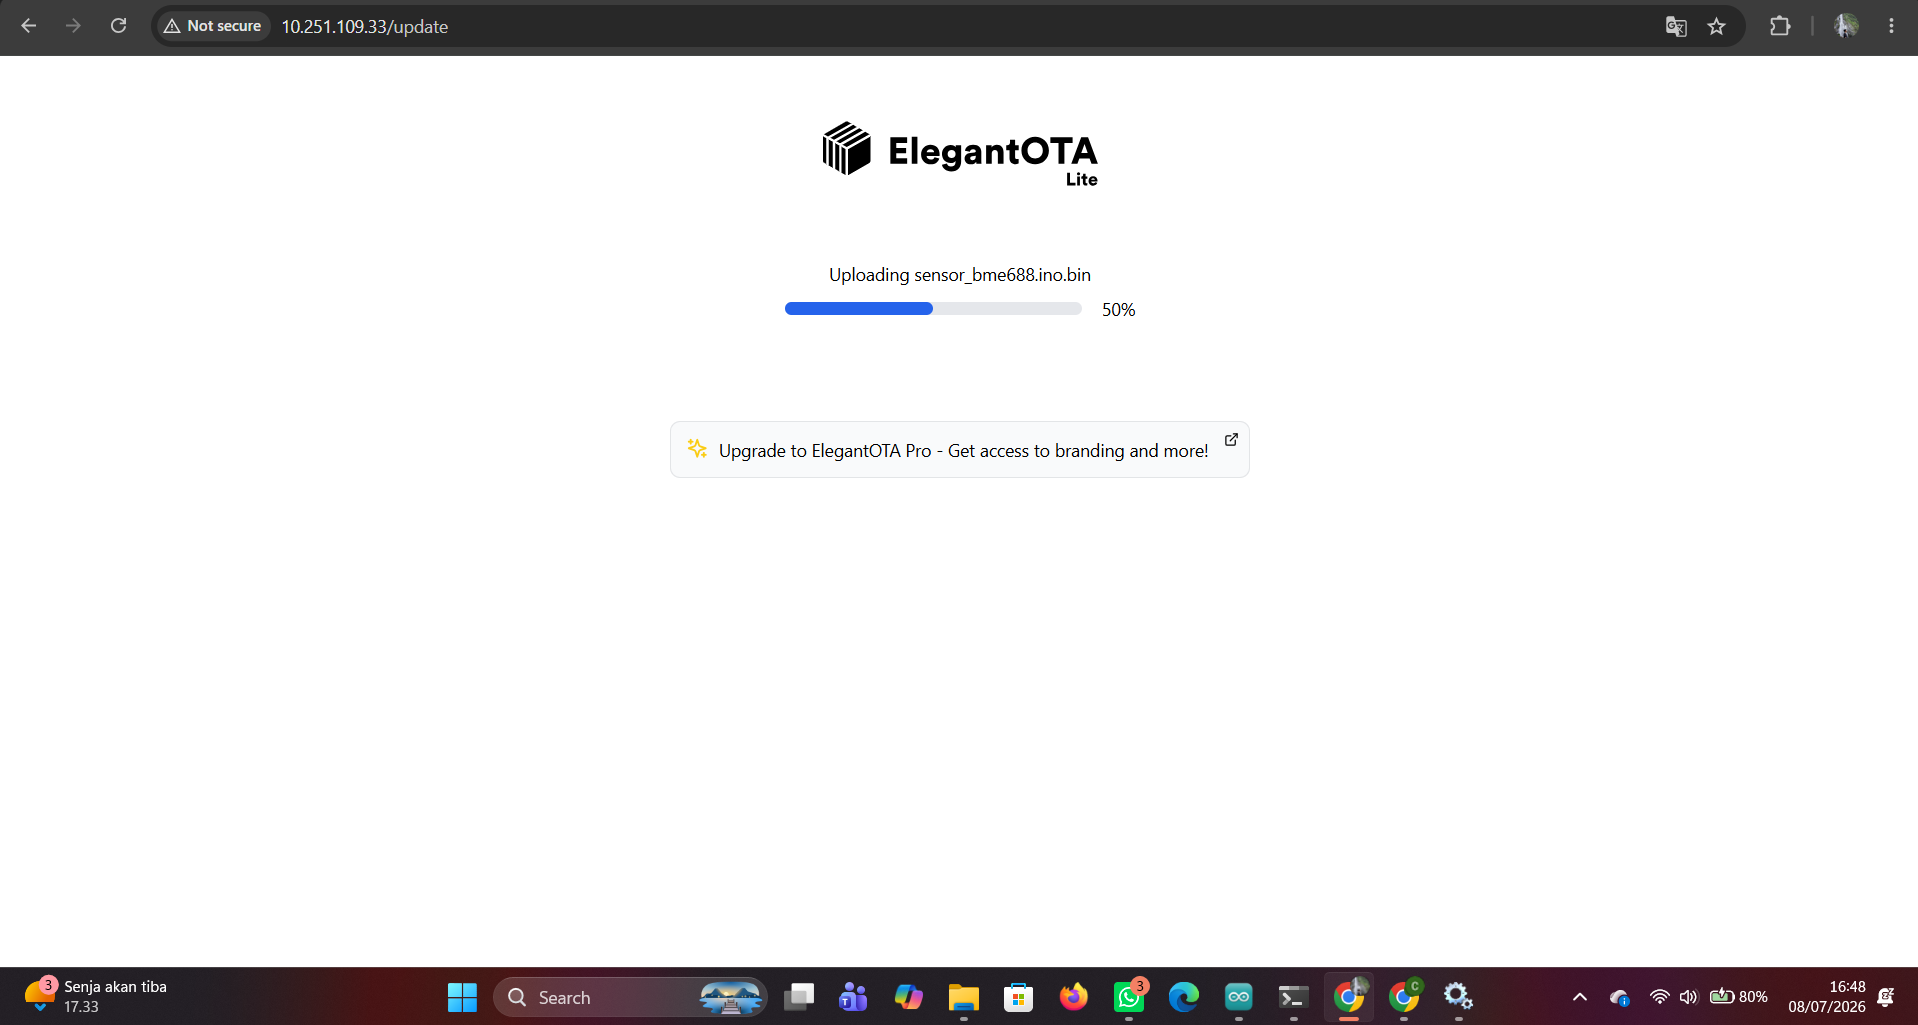 Not secure
10.251.109.33/update
ElegantOTA
Lite
Uploading sensor_bme688.ino.bin
50%
Upgrade to ElegantOTA Pro - Get access to branding and more!
3
Senja akan tiba
17.33
Search
3
C
80%
16:48
08/07/2026